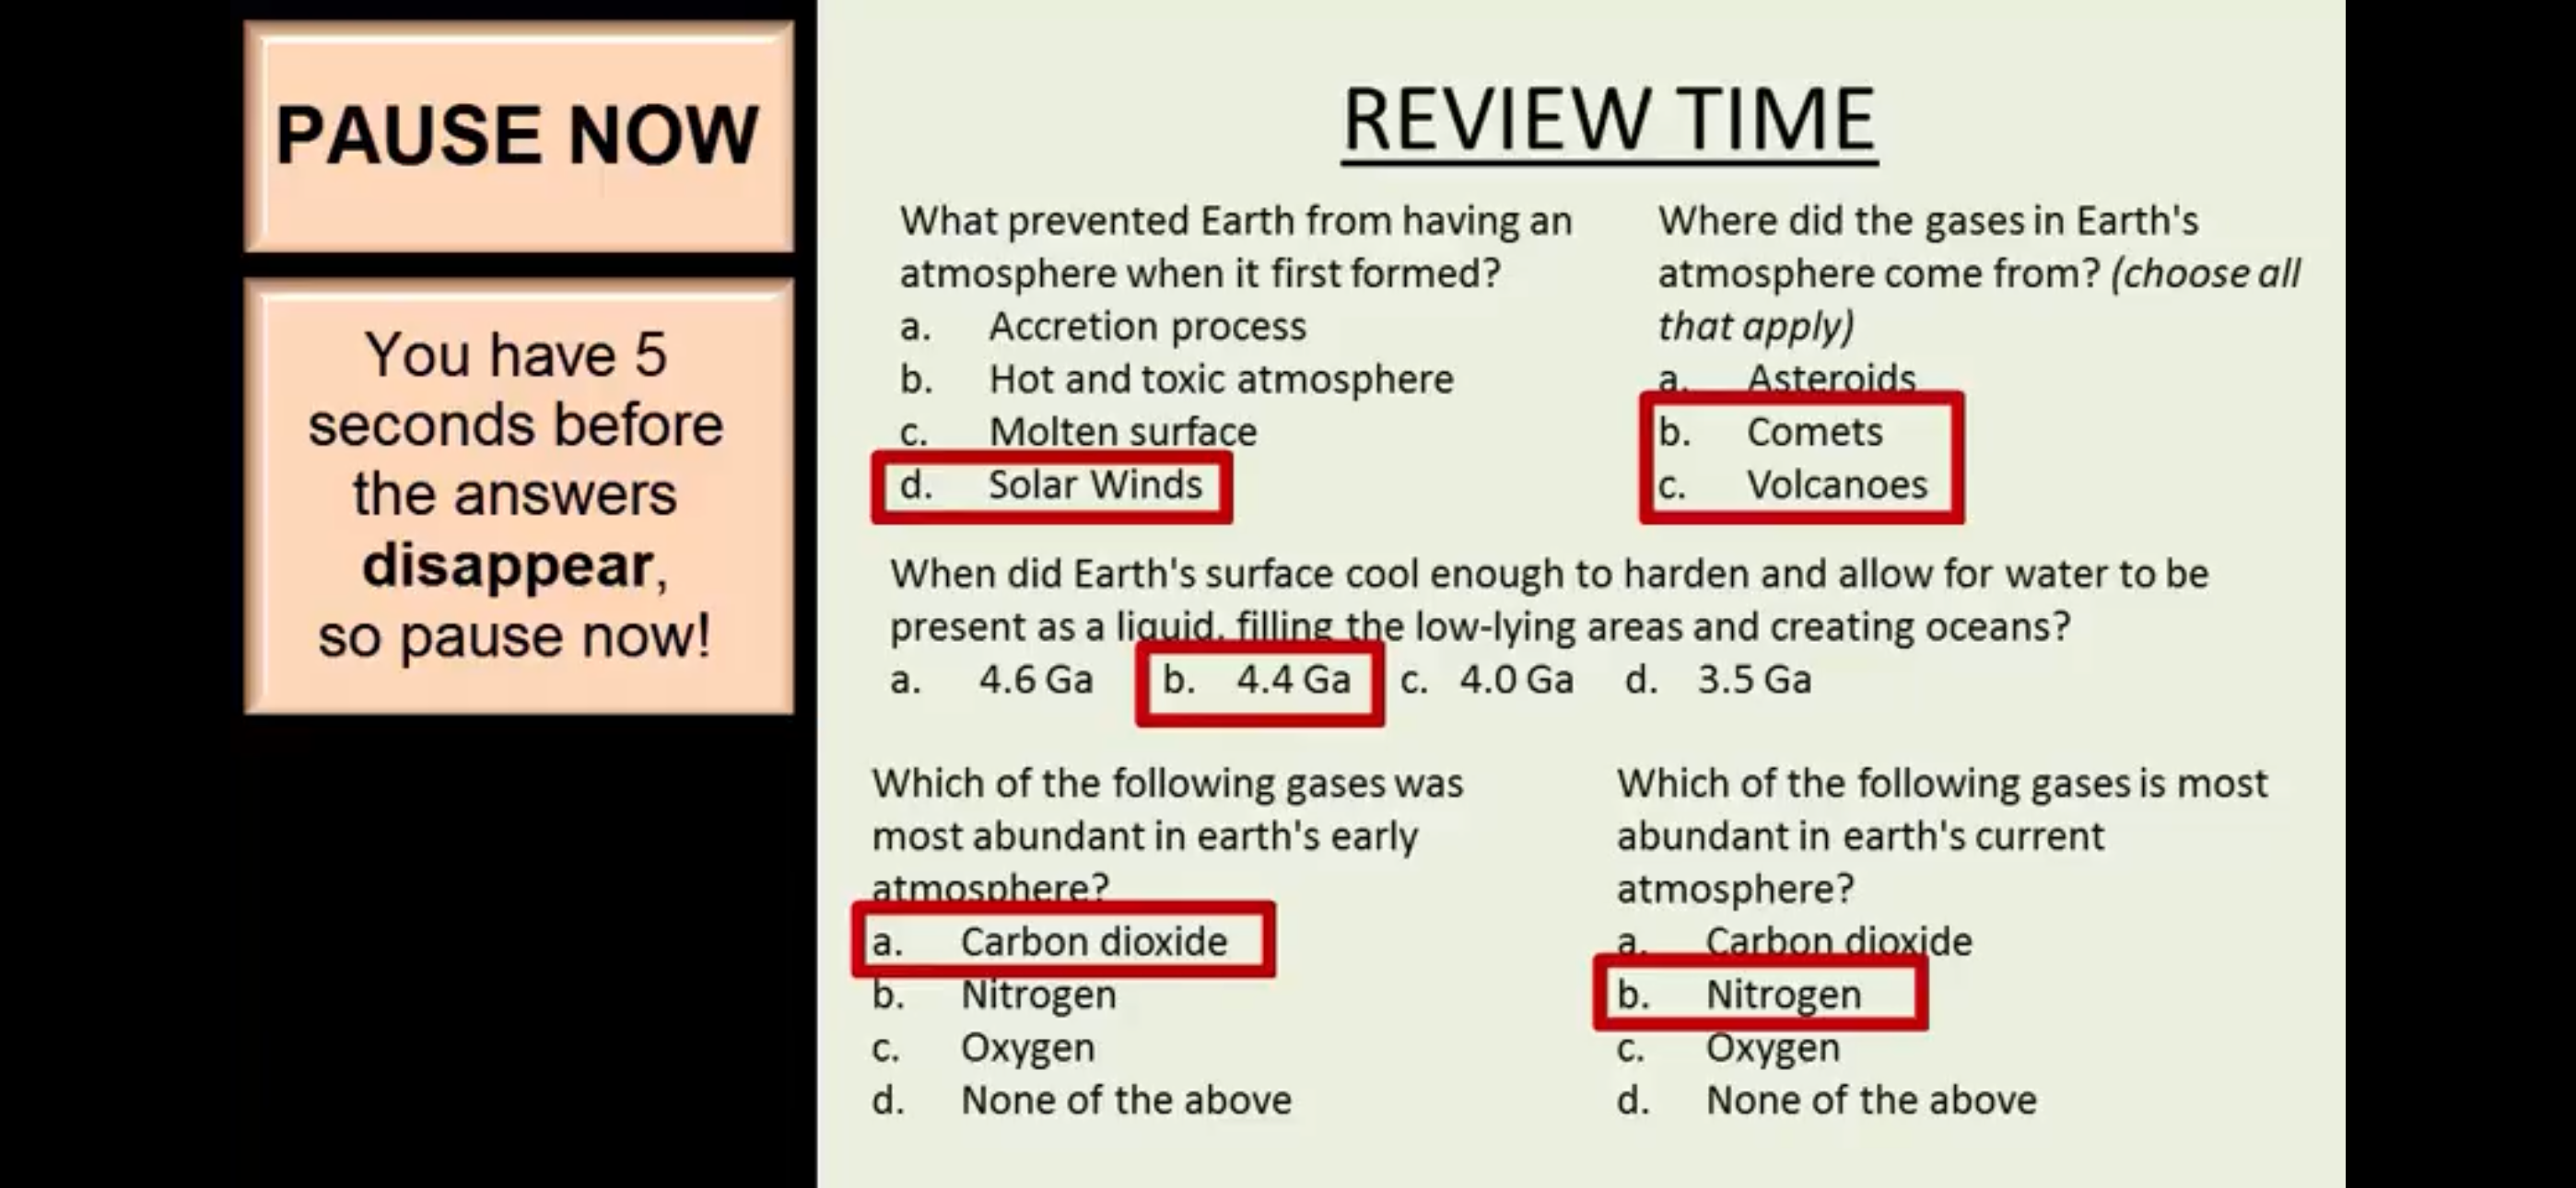 PAUSE NOW
You have 5
seconds before
the answers
disappear,
so pause now!
REVIEW TIME
What prevented Earth from having an
atmosphere when it first formed?
a. Accretion process
b. Hot and toxic atmosphere
c. Molten surface
d. Solar Winds
Where did the gases in Earth's
atmosphere come from? (choose all
that apply)
a. Asteroids
b. Comets
c. Volcanoes
When did Earth's surface cool enough to harden and allow for water to be
present as a liquid, filling the low-lying areas and creating oceans?
a. 4.6 Ga b. 4.4 Ga c. 4.0 Ga d. 3.5 Ga
Which of the following gases was
most abundant in earth's early
atmosphere?
a. Carbon dioxide
b. Nitrogen
c. Oxygen
d. None of the above
Which of the following gases is most
abundant in earth's current
atmosphere?
a. Carbon dioxide
b. Nitrogen
c. Oxygen
d. None of the above